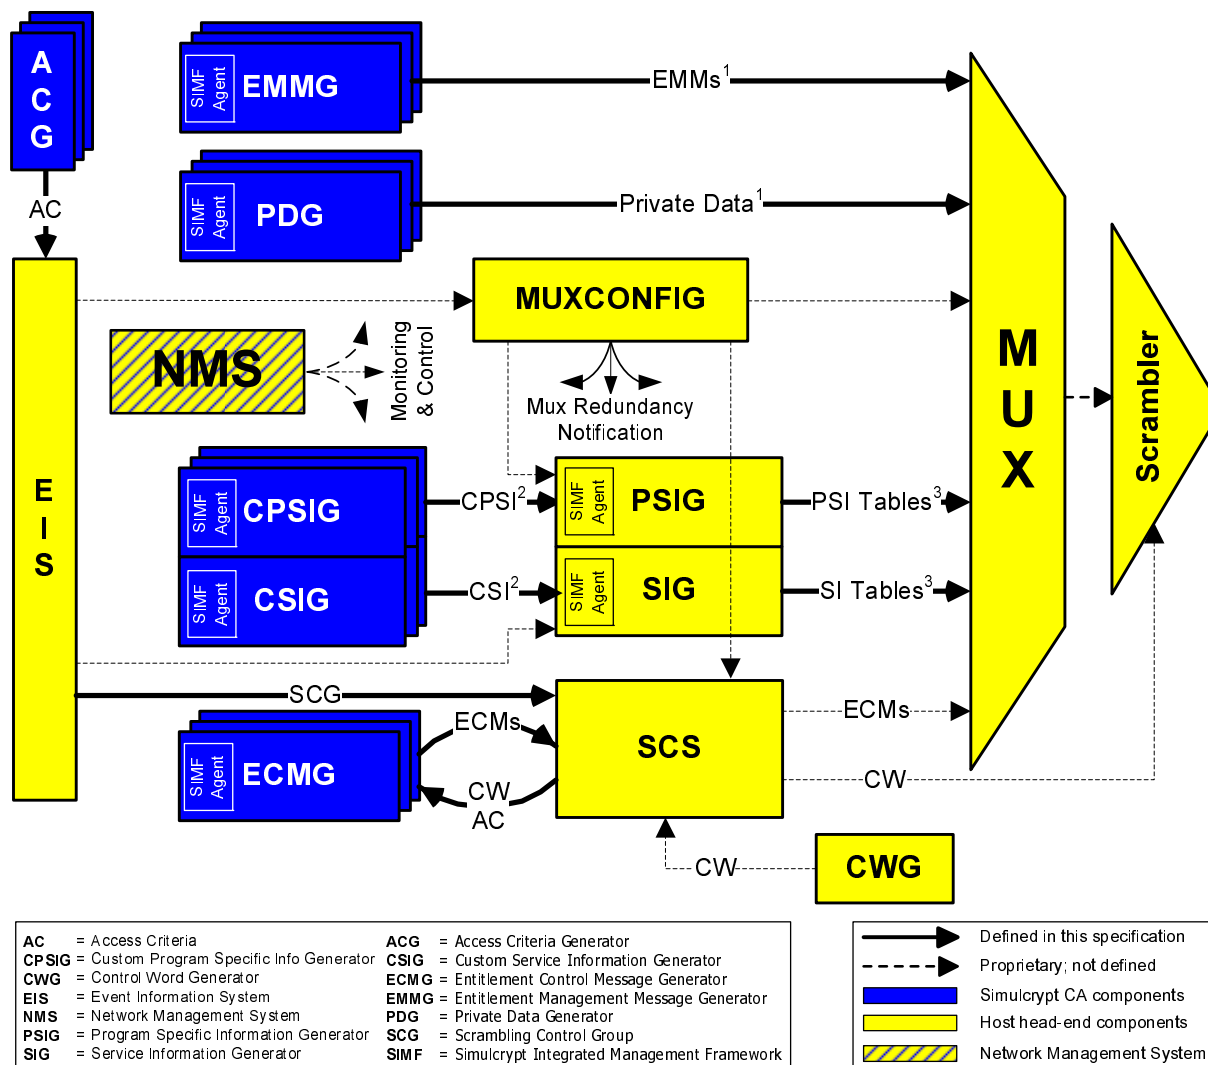 A
C
G
SIMF
Agent
EMMG
EMMs1
SIMF
Agent
PDG
Private Data1
AC
MUXCONFIG
NMS
Monitoring
& Control
Mux Redundancy
Notification
M
U
X
Scrambler
E
I
S
SIMF
Agent
CPSIG
CPSI2
SIMF
Agent
PSIG
PSI Tables3
SIMF
Agent
CSIG
CSI2
SIMF
Agent
SIG
SI Tables3
SCG
SIMF
Agent
ECMG
ECMs
CW
AC
SCS
ECMs
CW
CW
CWG
AC = Access Criteria
CPSIG = Custom Program Specific Info Generator
CWG = Control Word Generator
EIS = Event Information System
NMS = Network Management System
PSIG = Program Specific Information Generator
SIG = Service Information Generator
ACG = Access Criteria Generator
CSIG = Custom Service Information Generator
ECMG = Entitlement Control Message Generator
EMMG = Entitlement Management Message Generator
PDG = Private Data Generator
SCG = Scrambling Control Group
SIMF = Simulcrypt Integrated Management Framework
Defined in this specification
Proprietary; not defined
Simulcrypt CA components
Host head-end components
Network Management System